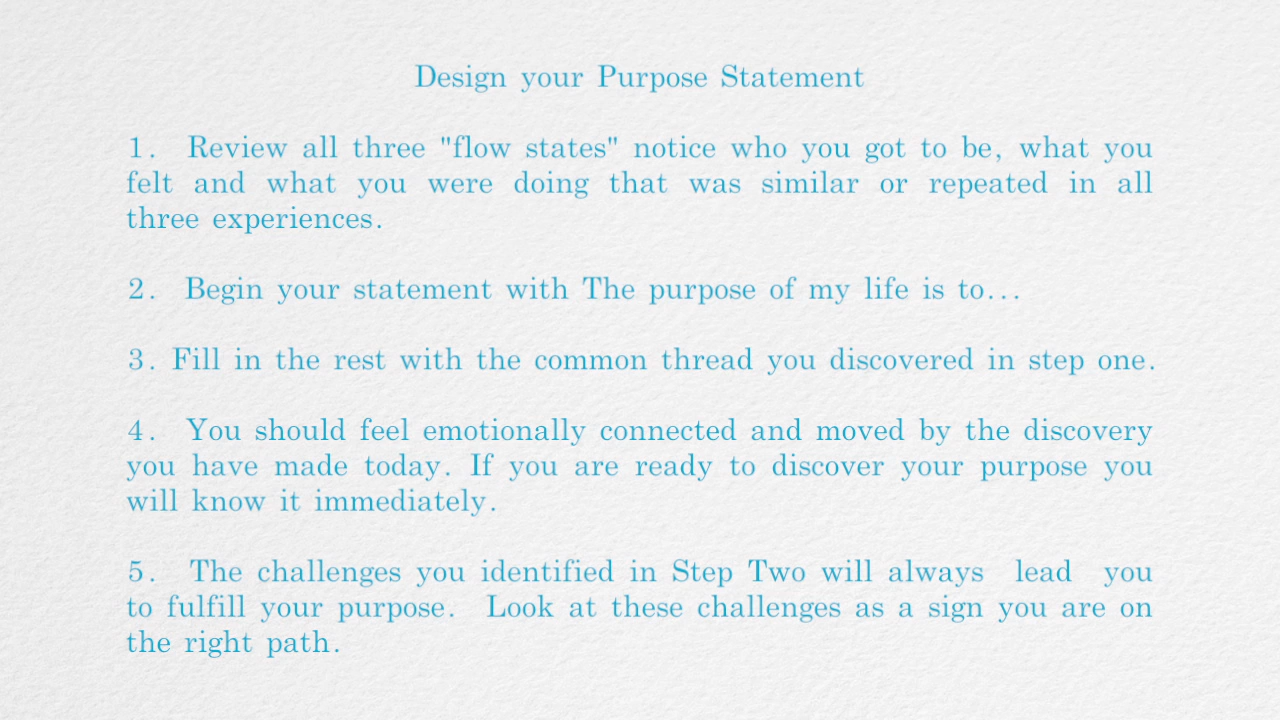 Design your Purpose Statement
1. Review all three "flow states" notice who you got to be, what you
felt and what you were doing that was similar or repeated in all
three experiences.
2. Begin your statement with The purpose of my life is to...
3. Fill in the rest with the common thread you discovered in step one.
4. You should feel emotionally connected and moved by the discovery
you have made today. If you are ready to discover your purpose you
will know it immediately.
5. The challenges you identified in Step Two will always lead you
to fulfill your purpose. Look at these challenges as a sign you are on
the right path.